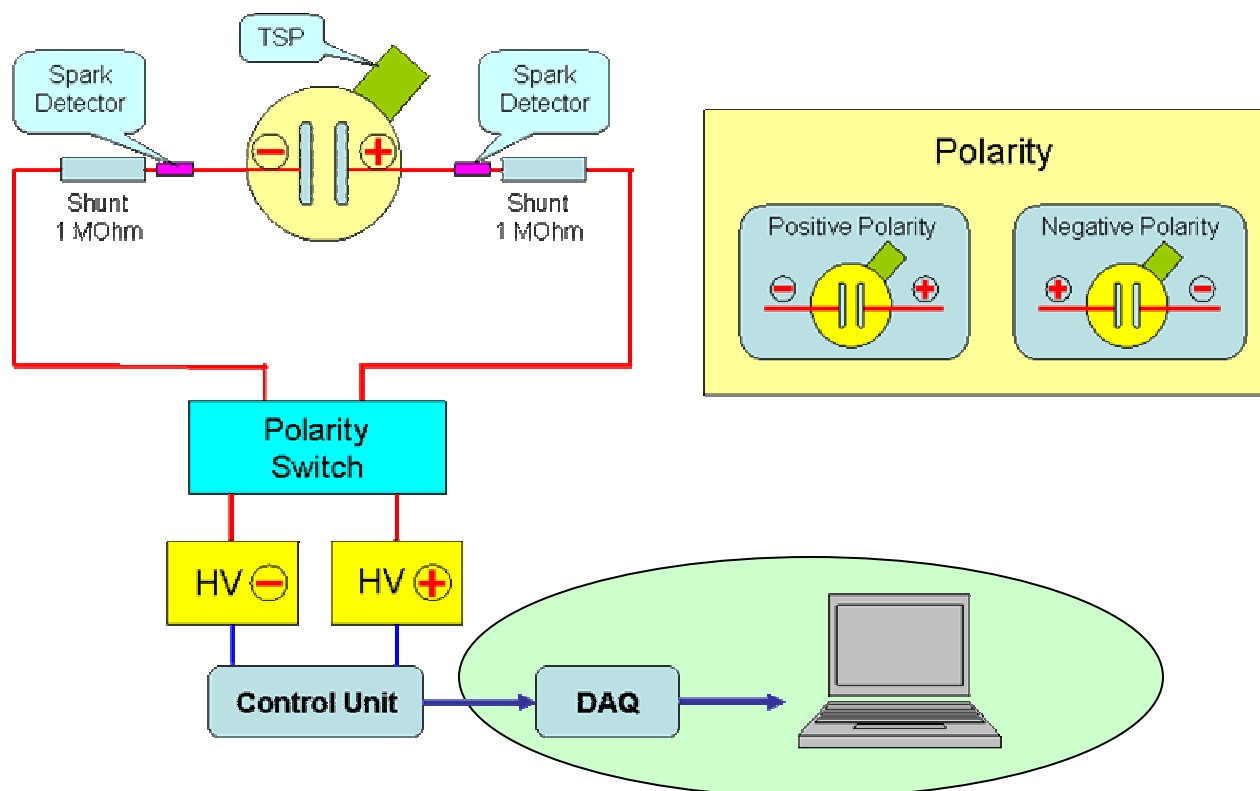 TSP
Spark
Detector
Spark
Detector
Shunt
1 MOhm
Shunt
1 MOhm
Polarity
Positive Polarity
Negative Polarity
Polarity
Switch
HV
HV
Control Unit
DAQ